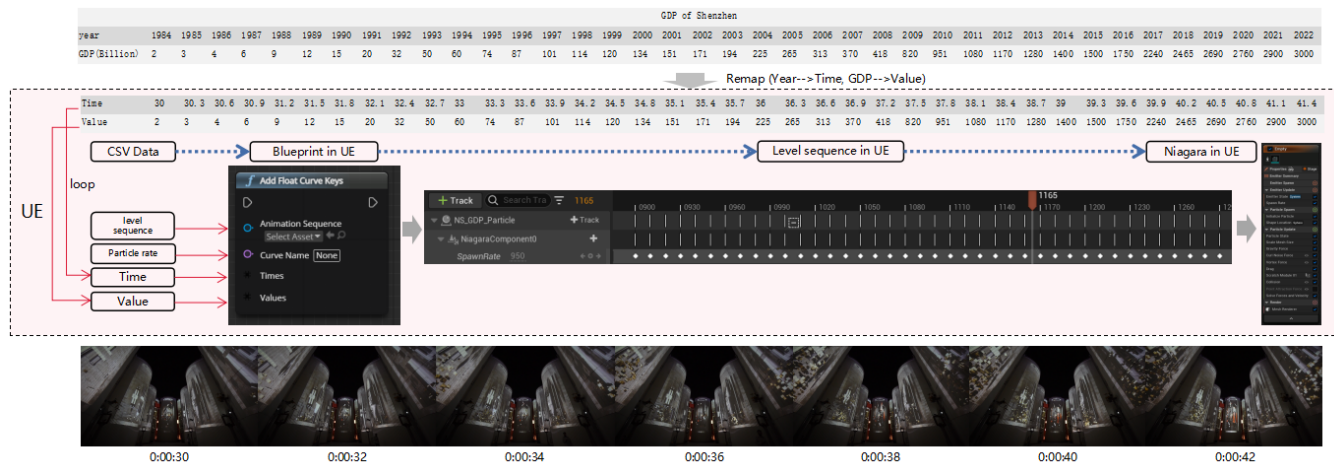 GDP of Shenzhen
year 1984 1985 1986 1987 1988 1989 1990 1991 1992 1993 1994 1995 1996 1997 1998 1999 2000 2001 2002 2003 2004 2005 2006 2007 2008 2009 2010 2011 2012 2013 2014 2015 2016 2017 2018 2019 2020 2021 2022
GDP(Billion) 2 3 4 6 9 12 15 20 32 50 60 74 87 101 114 120 134 151 171 194 225 265 313 370 418 820 951 1080 1170 1280 1400 1500 1750 2240 2465 2690 2760 2900 3000
Remap (Year-->Time, GDP-->Value)
Time 30 30.3 30.6 30.9 31.2 31.5 31.8 32.1 32.4 32.7 33 33.3 33.6 33.9 34.2 34.5 34.8 35.1 35.4 35.7 36 36.3 36.6 36.9 37.2 37.5 37.8 38.1 38.4 38.7 39 39.3 39.6 39.9 40.2 40.5 40.8 41.1 41.4
Value 2 3 4 6 9 12 15 20 32 50 60 74 87 101 114 120 134 151 171 194 225 265 313 370 418 820 951 1080 1170 1280 1400 1500 1750 2240 2465 2690 2760 2900 3000
CSV Data
Blueprint in UE
Level sequence in UE
Niagara in UE
loop
UE
level sequence
Particle rate
Time
Value
f Add Float Curve Keys
Animation Sequence
Select Asset
Curve Name None
Times
Values
+ Track Search Tra 1165
NS_GDP_Particle + Track
NiagaraComponent0 +
SpawnRate 950
0900 0930 0960 0990 1020 1050 1080 1110 1140 1165 1170 1200 1230 1260
0:00:30 0:00:32 0:00:34 0:00:36 0:00:38 0:00:40 0:00:42